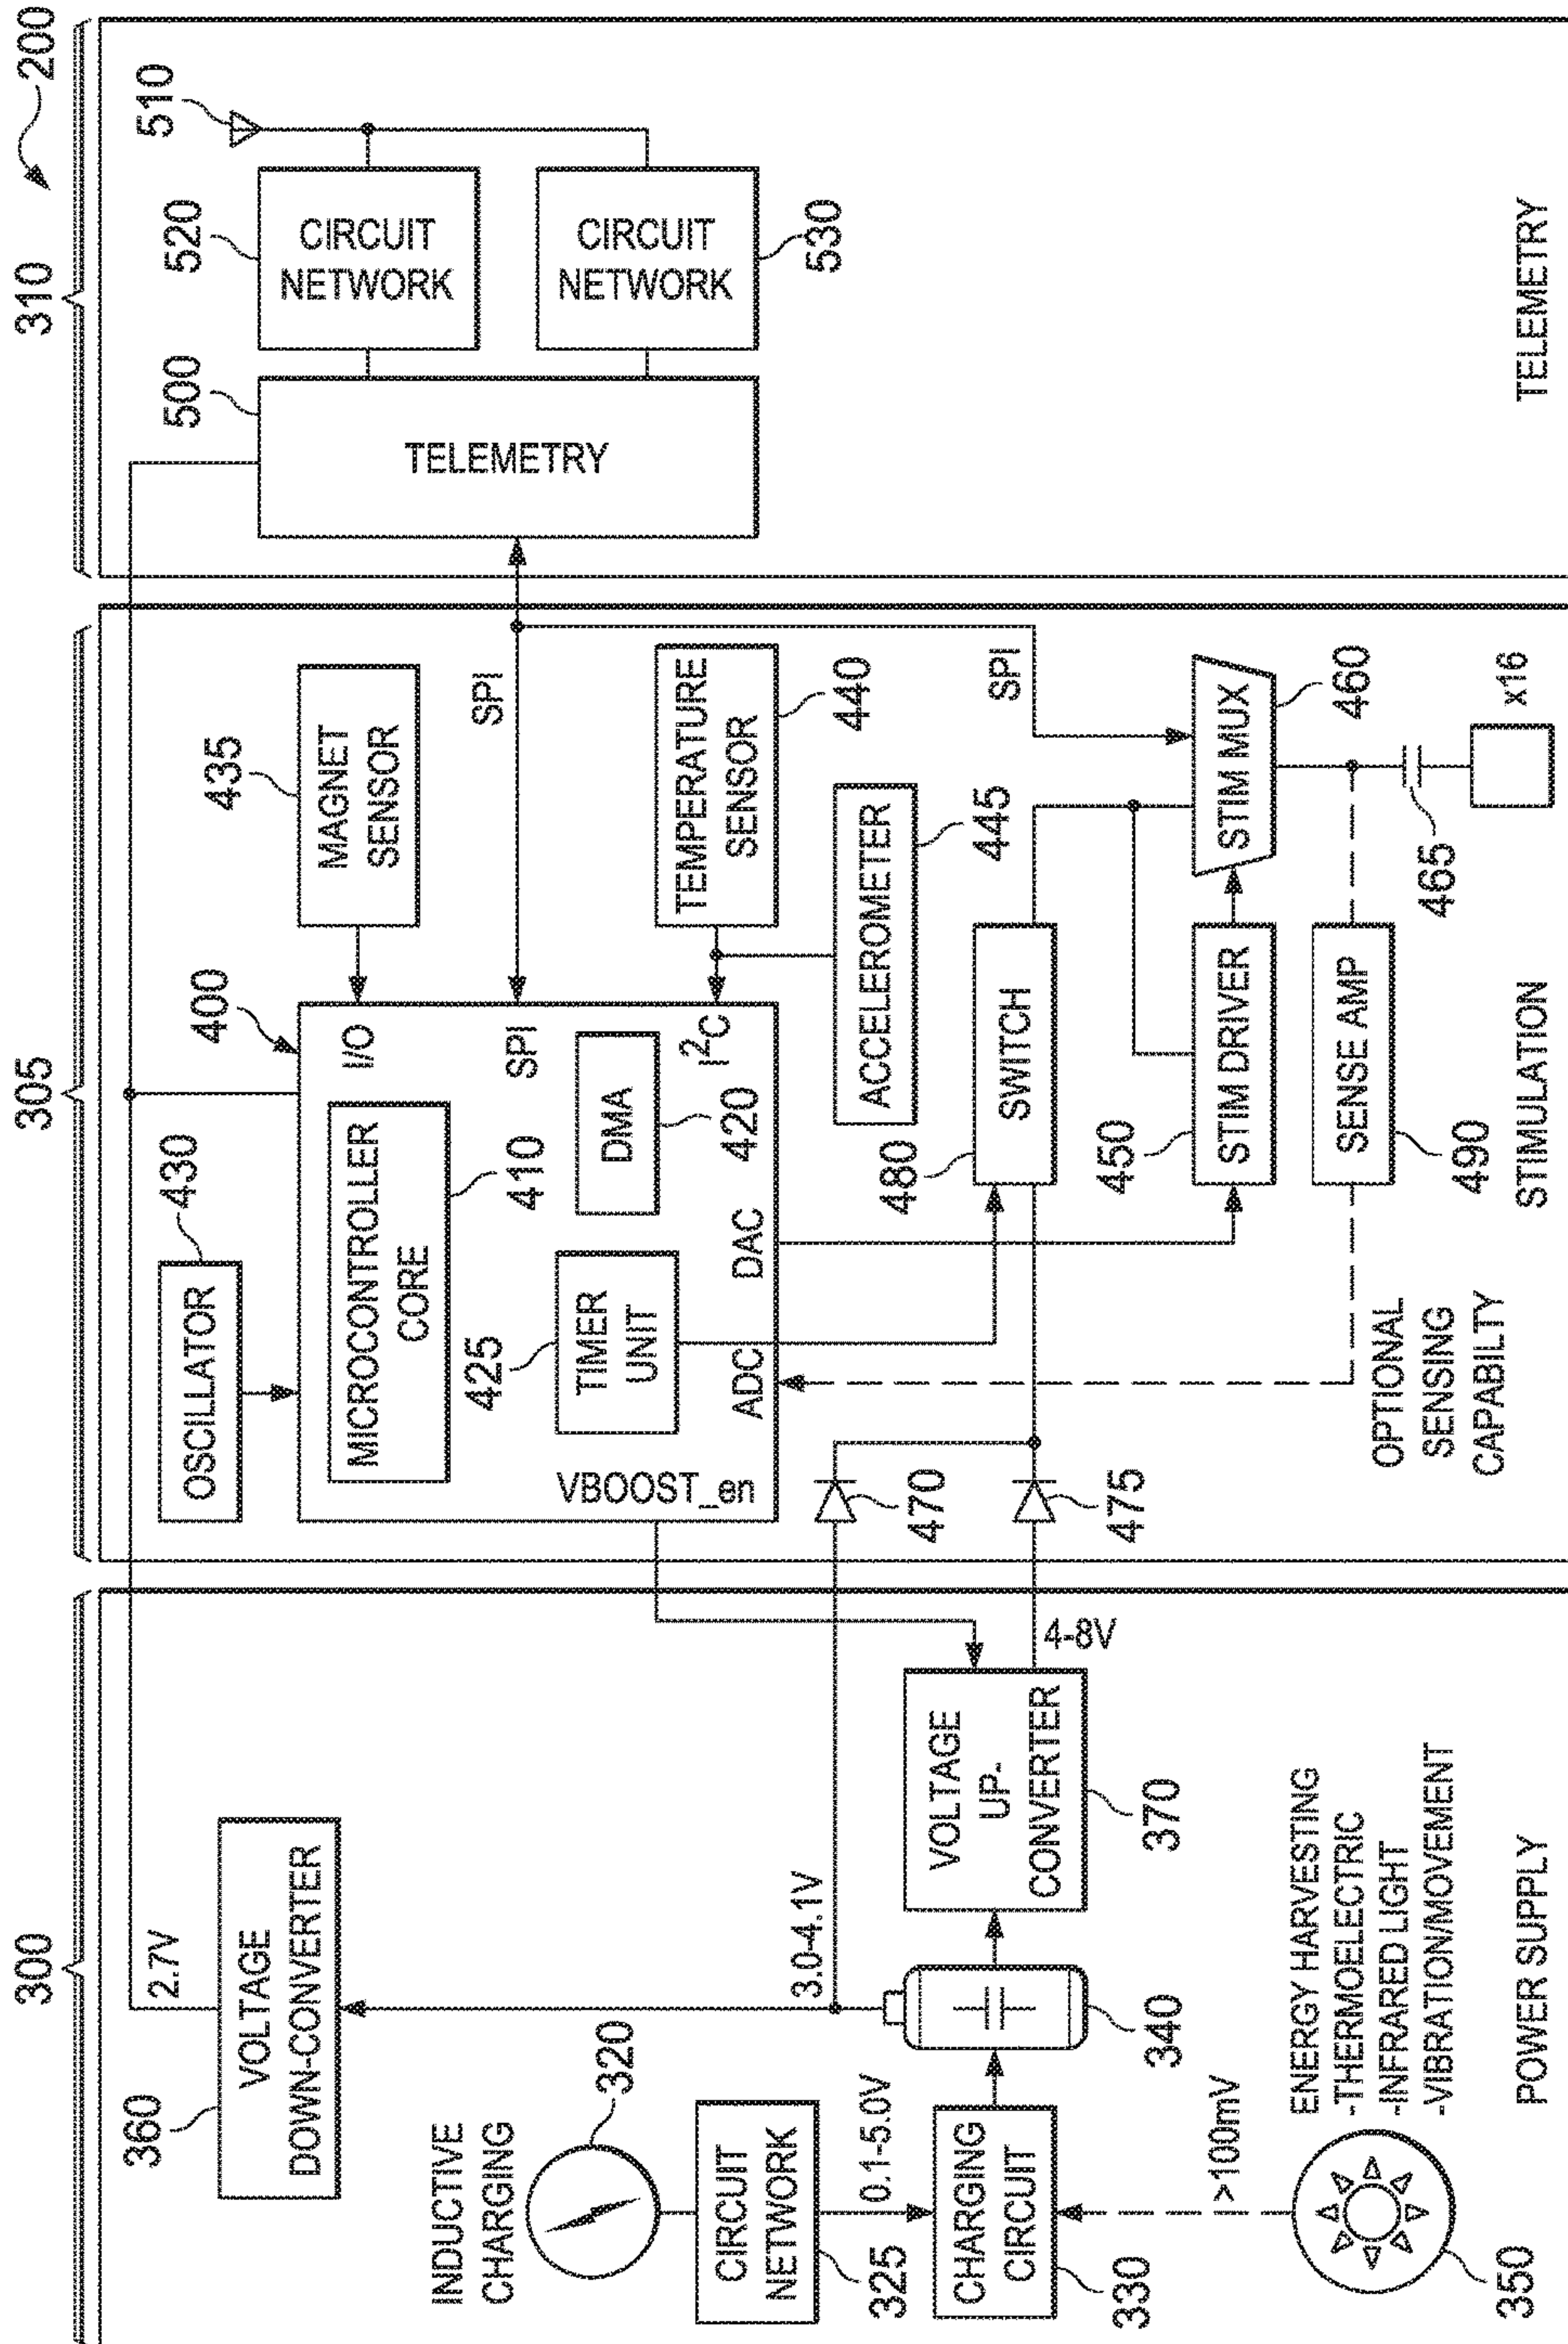 200
300
305
310
2.7V
VOLTAGE
DOWN-CONVERTER
360
INDUCTIVE
CHARGING
320
CIRCUIT
NETWORK
325
0.1-5.0V
CHARGING
CIRCUIT
330
340
3.0-4.1V
VOLTAGE
UP-
CONVERTER
370
4-8V
>100mV
350
ENERGY HARVESTING
-THERMOELECTRIC
-INFRARED LIGHT
-VIBRATION/MOVEMENT
POWER SUPPLY
OSCILLATOR
430
400
MICROCONTROLLER
CORE
410
I/O
SPI
DMA
420
I²C
TIMER
UNIT
425
VBOOST_en
ADC
DAC
MAGNET
SENSOR
435
SPI
TEMPERATURE
SENSOR
440
ACCELEROMETER
445
470
475
SWITCH
480
SPI
STIM DRIVER
450
STIM MUX
460
SENSE AMP
490
465
x16
OPTIONAL
SENSING
CAPABILTY
STIMULATION
TELEMETRY
500
CIRCUIT
NETWORK
520
510
CIRCUIT
NETWORK
530
TELEMETRY